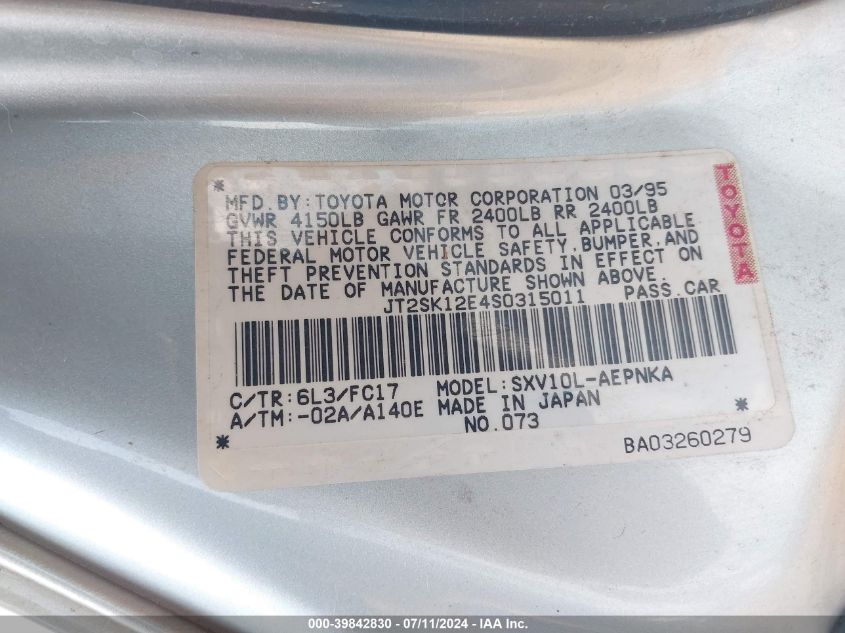 MFD. BY: TOYOTA MOTOR CORPORATION 03/95
GVWR 4150LB GAWR FR 2400LB RR 2400LB
THIS VEHICLE CONFORMS TO ALL APPLICABLE
FEDERAL MOTOR VEHICLE SAFETY, BUMPER, AND
THEFT PREVENTION STANDARDS IN EFFECT ON
THE DATE OF MANUFACTURE SHOWN ABOVE.
JT2SK12E4S0315011 PASS. CAR
TOYOTA
C/TR: 6L3/FC17 MODEL: SXV10L-AEPNKA
A/TM: -02A/A140E MADE IN JAPAN
NO. 073
BA03260279
000-39842830 - 07/11/2024 - IAAI.com